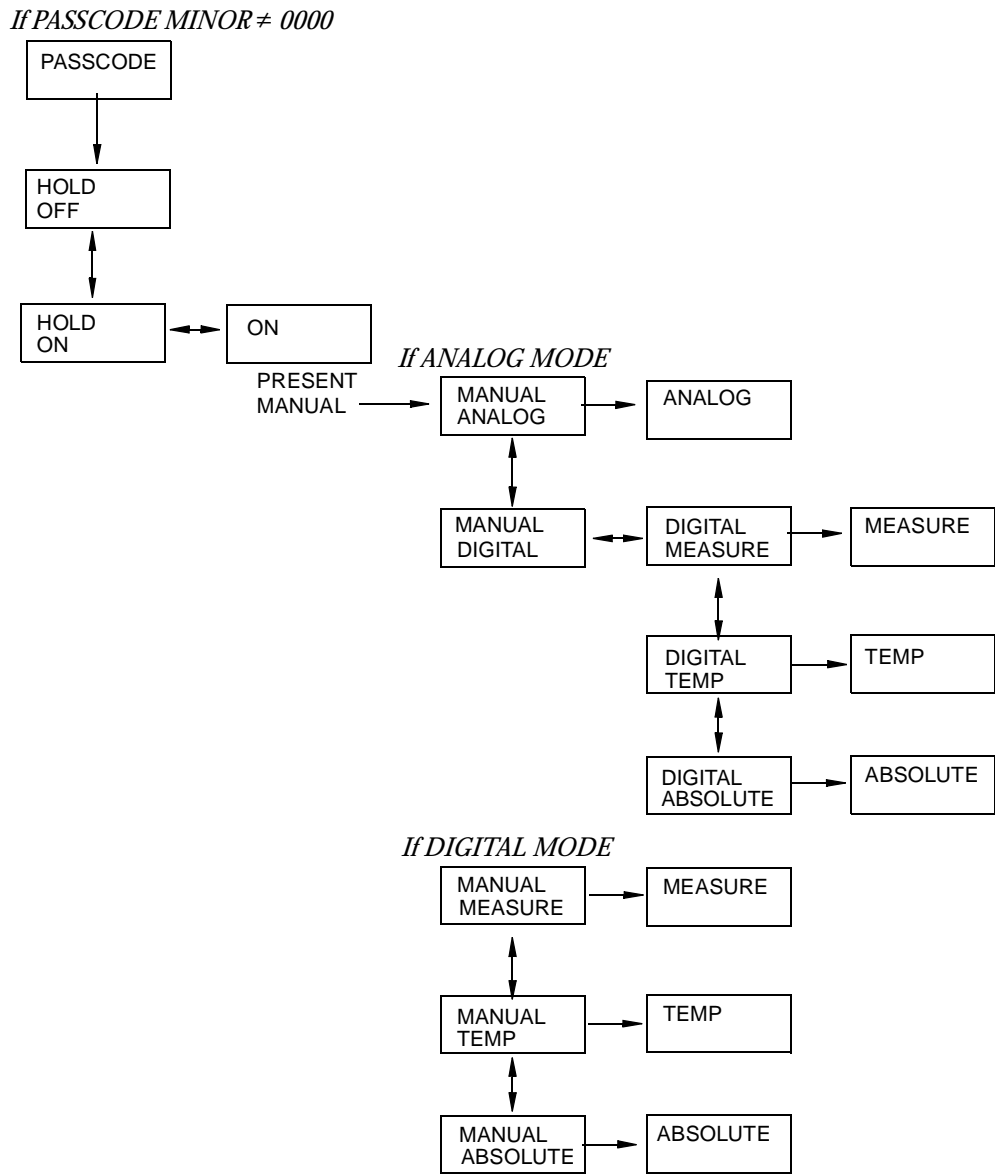 If PASSCODE MINOR ≠ 0000
PASSCODE
HOLD
OFF
HOLD
ON
ON
PRESENT
MANUAL
If ANALOG MODE
MANUAL
ANALOG
ANALOG
MANUAL
DIGITAL
DIGITAL
MEASURE
MEASURE
DIGITAL
TEMP
TEMP
DIGITAL
ABSOLUTE
ABSOLUTE
If DIGITAL MODE
MANUAL
MEASURE
MEASURE
MANUAL
TEMP
TEMP
MANUAL
ABSOLUTE
ABSOLUTE